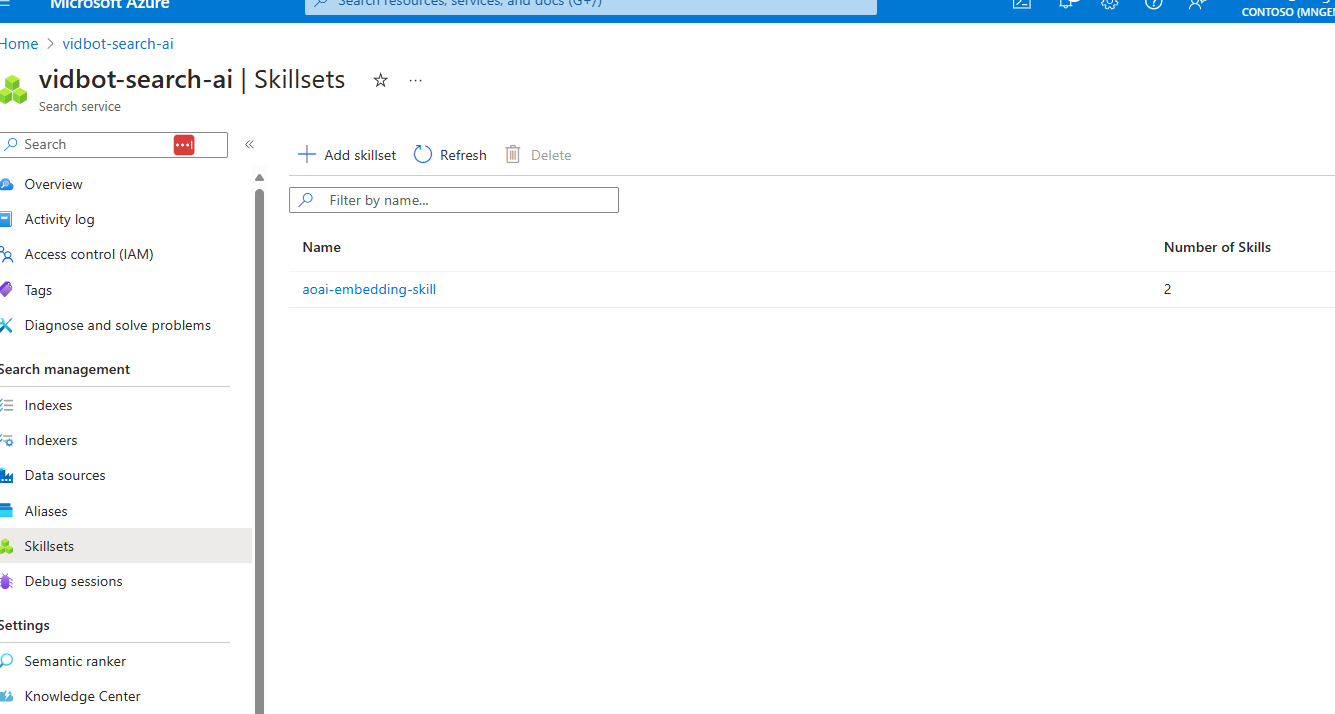 Microsoft Azure
Search resources, services, and docs (G+/)
CONTOSO (MNGEN
Home > vidbot-search-ai
vidbot-search-ai | Skillsets
Search service
Search
Add skillset
Refresh
Delete
Filter by name...
Overview
Activity log
Access control (IAM)
Tags
Diagnose and solve problems
Search management
Indexes
Indexers
Data sources
Aliases
Skillsets
Debug sessions
Settings
Semantic ranker
Knowledge Center
Name Number of Skills
aoai-embedding-skill 2